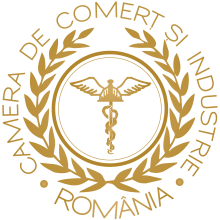 CAMERA DE COMERT SI INDUSTRIE
• ROMÂNIA •